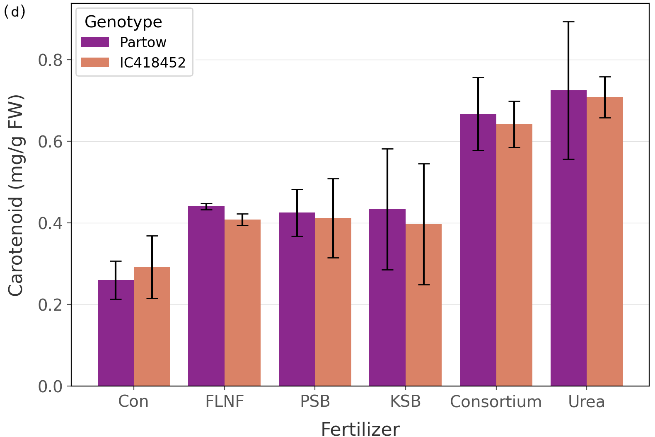 (d)
Genotype
Partow
IC418452
Carotenoid (mg/g FW)
0.8
0.6
0.4
0.2
0.0
Con FLNF PSB KSB Consortium Urea
Fertilizer